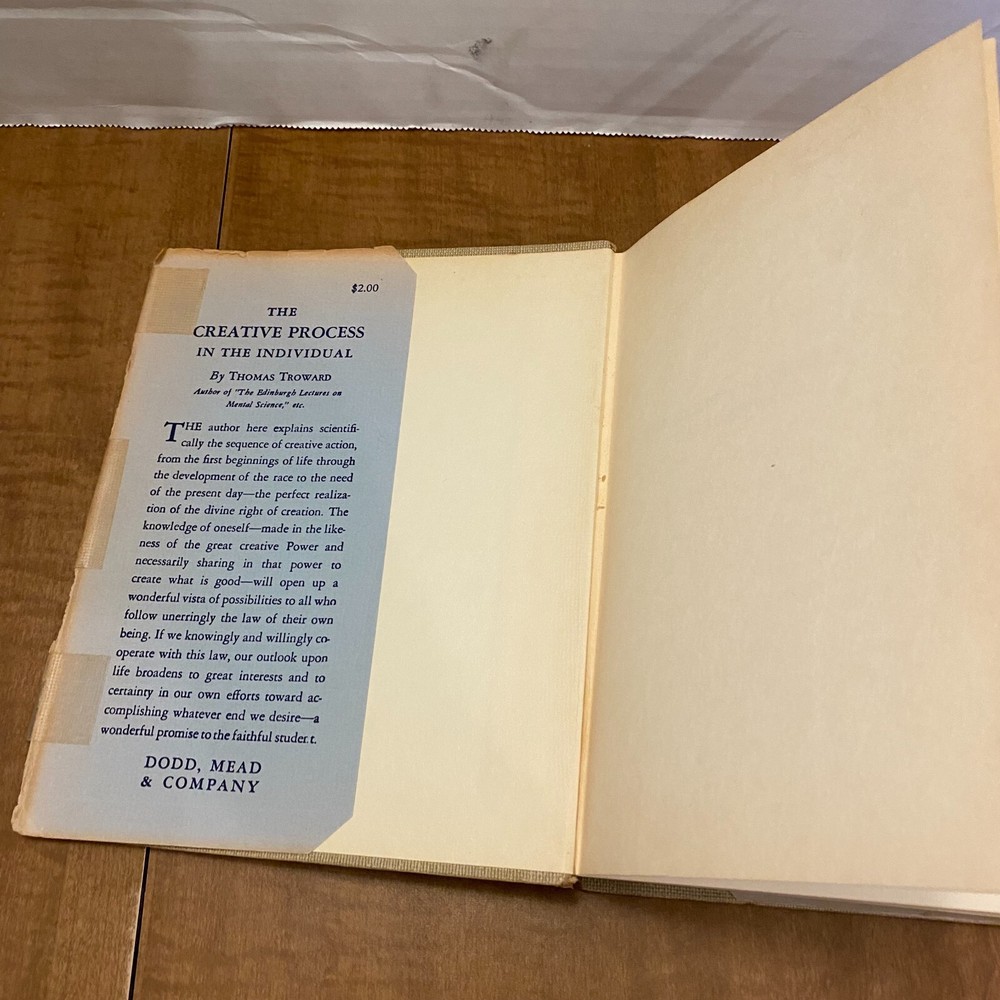 $2.00
THE
CREATIVE PROCESS
IN THE INDIVIDUAL
By THOMAS TROWARD
Author of "The Edinburgh Lectures on
Mental Science," etc.
THE author here explains scientifi-
cally the sequence of creative action,
from the first beginnings of life through
the development of the race to the need
of the present day—the perfect realiza-
tion of the divine right of creation. The
knowledge of oneself—made in the like-
ness of the great creative Power and
necessarily sharing in that power to
create what is good—will open up a
wonderful vista of possibilities to all who
follow unerringly the law of their own
being. If we knowingly and willingly co-
operate with this law, our outlook upon
life broadens to great interests and to
certainty in our own efforts toward ac-
complishing whatever end we desire—a
wonderful promise to the faithful student.
DODD, MEAD
& COMPANY